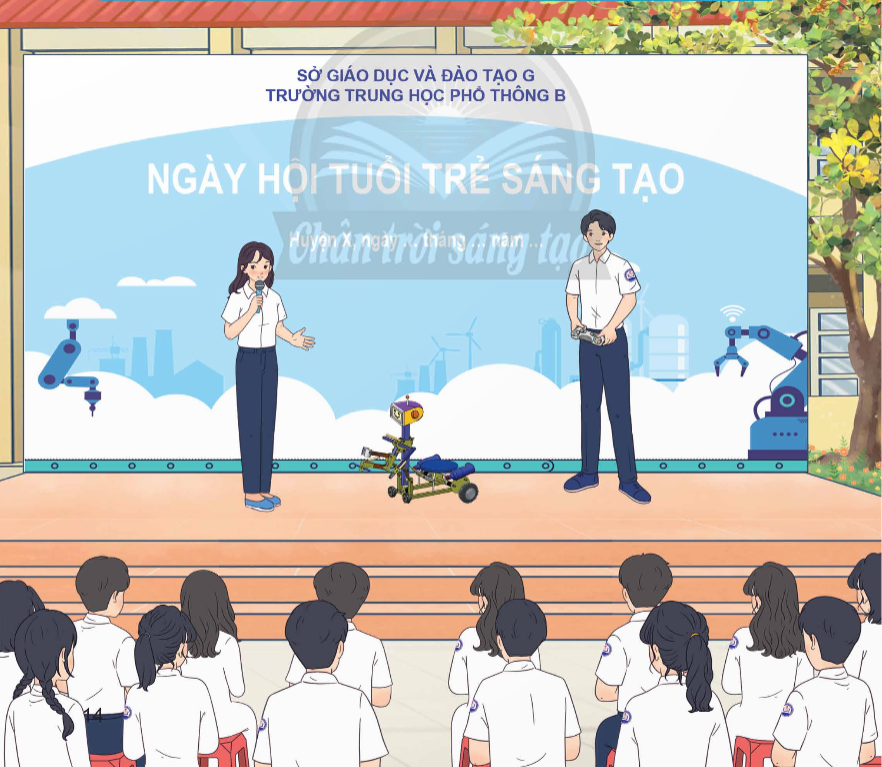 SỞ GIÁO DỤC VÀ ĐÀO TẠO G
TRƯỜNG TRUNG HỌC PHỔ THÔNG B
NGÀY HỘI TUỔI TRẺ SÁNG TẠO
Huyện X, ngày ... tháng ... năm ...
Chân trời sáng tạo
14